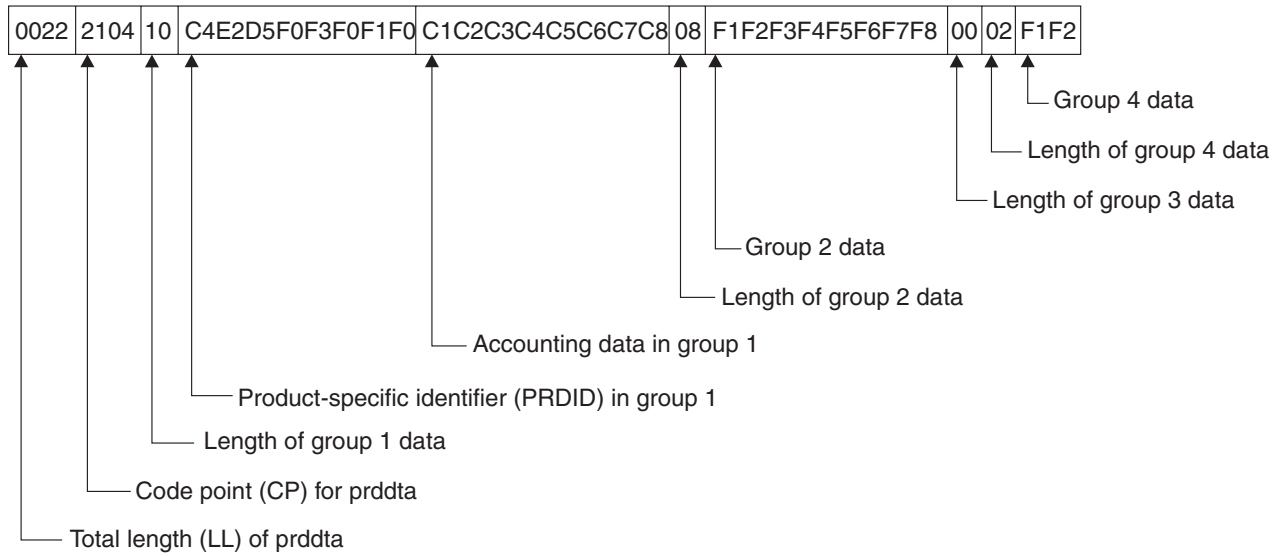 0022 2104 10 C4E2D5F0F3F0F1F0 C1C2C3C4C5C6C7C8 08 F1F2F3F4F5F6F7F8 00 02 F1F2
Group 4 data
Length of group 4 data
Length of group 3 data
Group 2 data
Length of group 2 data
Accounting data in group 1
Product-specific identifier (PRDID) in group 1
Length of group 1 data
Code point (CP) for prddta
Total length (LL) of prddta